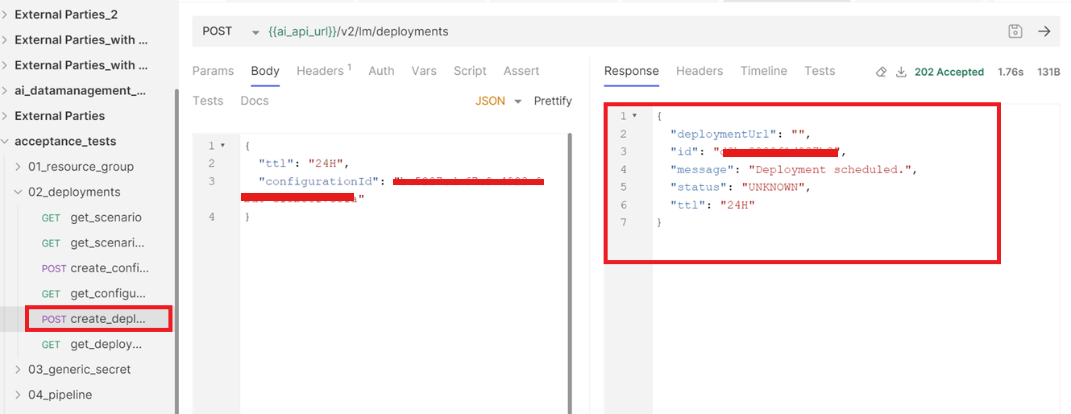 External Parties_2
External Parties_with ...
External Parties_with ...
ai_datamanagement_...
External Parties
acceptance_tests
01_resource_group
02_deployments
GET get_scenario
GET get_scenari...
POST create_confi...
GET get_configu...
POST create_depl...
GET get_deploy...
03_generic_secret
04_pipeline
POST {{ai_api_url}}/v2/lm/deployments
Params Body Headers 1 Auth Vars Script Assert
Tests Docs JSON Prettify
1 {
2 "ttl": "24H",
3 "configurationId": "
"
4 }
Response Headers Timeline Tests 202 Accepted 1.76s 131B
1 {
2 "deploymentUrl": "",
3 "id": "",
4 "message": "Deployment scheduled.",
5 "status": "UNKNOWN",
6 "ttl": "24H"
7 }